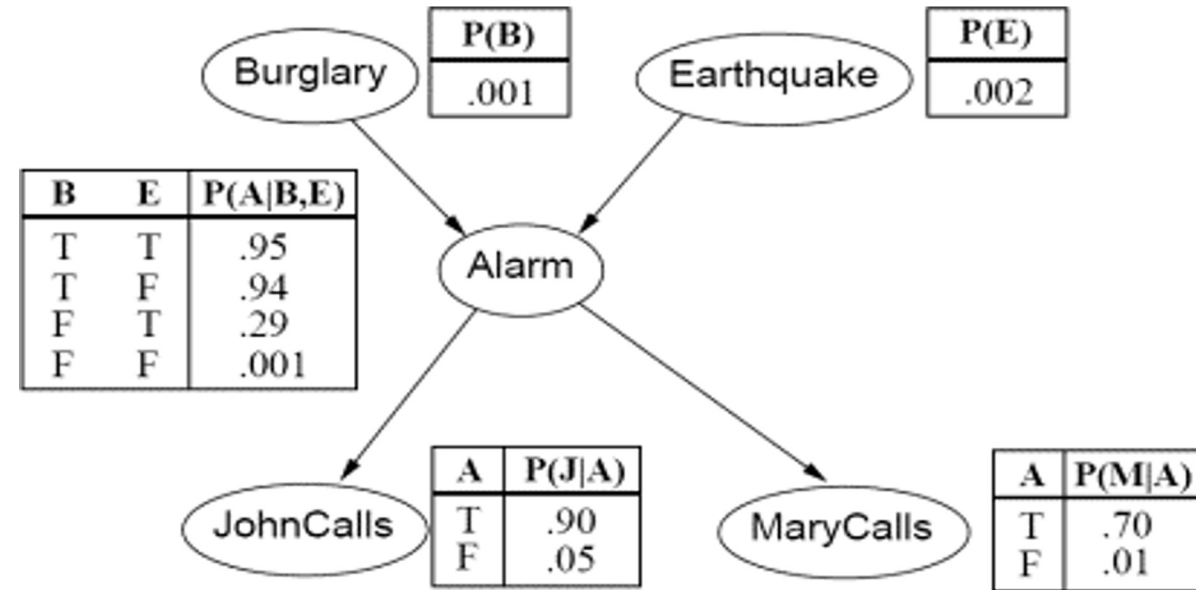 Burglary
P(B)
.001
Earthquake
P(E)
.002
B E P(A|B,E)
T T .95
T F .94
F T .29
F F .001
Alarm
JohnCalls
A P(J|A)
T .90
F .05
MaryCalls
A P(M|A)
T .70
F .01